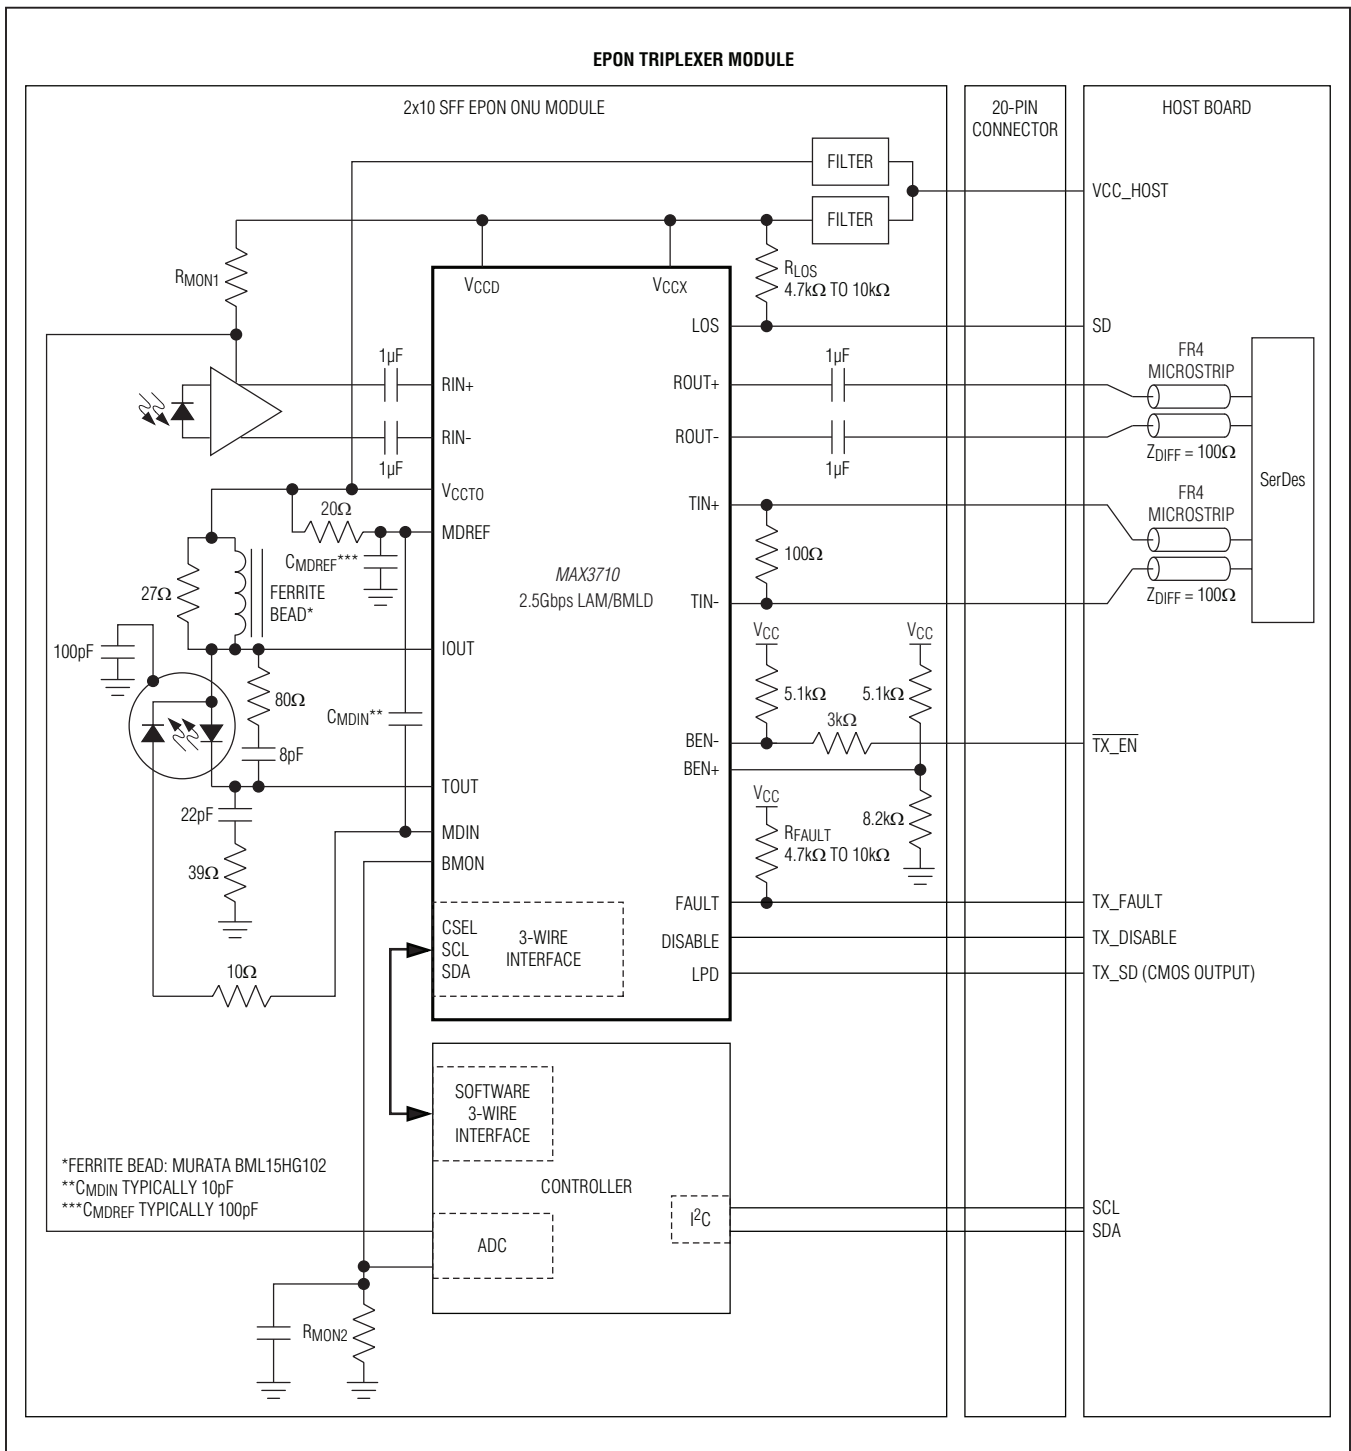 EPON TRIPLEXER MODULE
2x10 SFF EPON ONU MODULE
20-PIN
CONNECTOR
HOST BOARD
FILTER
VCC_HOST
FILTER
RMON1
VCCD
VCCX
RLOS
4.7kΩ TO 10kΩ
LOS
SD
1µF
RIN+
ROUT+
1µF
FR4
MICROSTRIP
RIN-
1µF
ROUT-
1µF
ZDIFF = 100Ω
SerDes
VCCTO
20Ω
MDREF
CMDREF***
TIN+
100Ω
TIN-
FR4
MICROSTRIP
ZDIFF = 100Ω
MAX3710
2.5Gbps LAM/BMLD
27Ω
FERRITE
BEAD*
100pF
IOUT
80Ω
CMDIN**
8pF
VCC
5.1kΩ
VCC
5.1kΩ
3kΩ
BEN-
TX_EN
BEN+
TOUT
22pF
VCC
8.2kΩ
MDIN
RFAULT
4.7kΩ TO 10kΩ
BMON
39Ω
FAULT
TX_FAULT
CSEL
SCL
SDA
3-WIRE
INTERFACE
DISABLE
TX_DISABLE
LPD
TX_SD (CMOS OUTPUT)
10Ω
SOFTWARE
3-WIRE
INTERFACE
*FERRITE BEAD: MURATA BML15HG102
**CMDIN TYPICALLY 10pF
***CMDREF TYPICALLY 100pF
CONTROLLER
I2C
SCL
SDA
ADC
RMON2